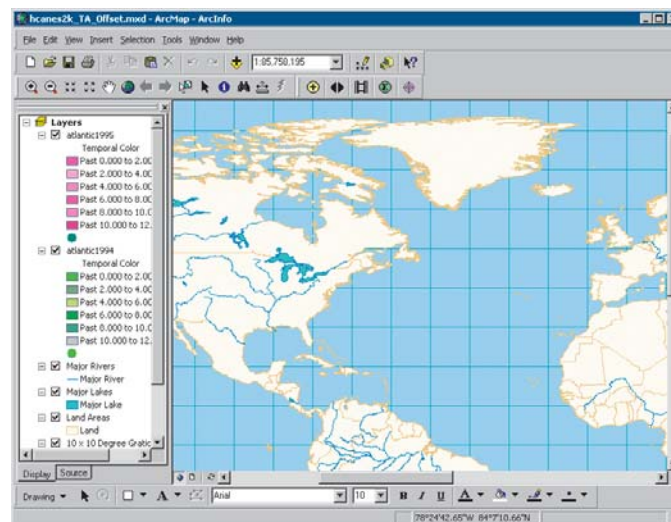 hcanes2k_TA_Offset.mxd - ArcMap - ArcInfo
File Edit View Insert Selection Tools Window Help
1:95,750,195
Layers
atlantic1995
Temporal Color
Past 0.000 to 2.00
Past 2.000 to 4.00
Past 4.000 to 6.00
Past 6.000 to 8.00
Past 8.000 to 10.0
Past 10.000 to 12.
atlantic1994
Temporal Color
Past 0.000 to 2.00
Past 2.000 to 4.00
Past 4.000 to 6.00
Past 6.000 to 8.00
Past 8.000 to 10.0
Past 10.000 to 12.
Major Rivers
Major River
Major Lakes
Major Lake
Land Areas
Land
10 x 10 Degree Gratic
Display Source
Drawing A Arial 10 B I U A
78°24'42.65"W 84°7'10.66"N